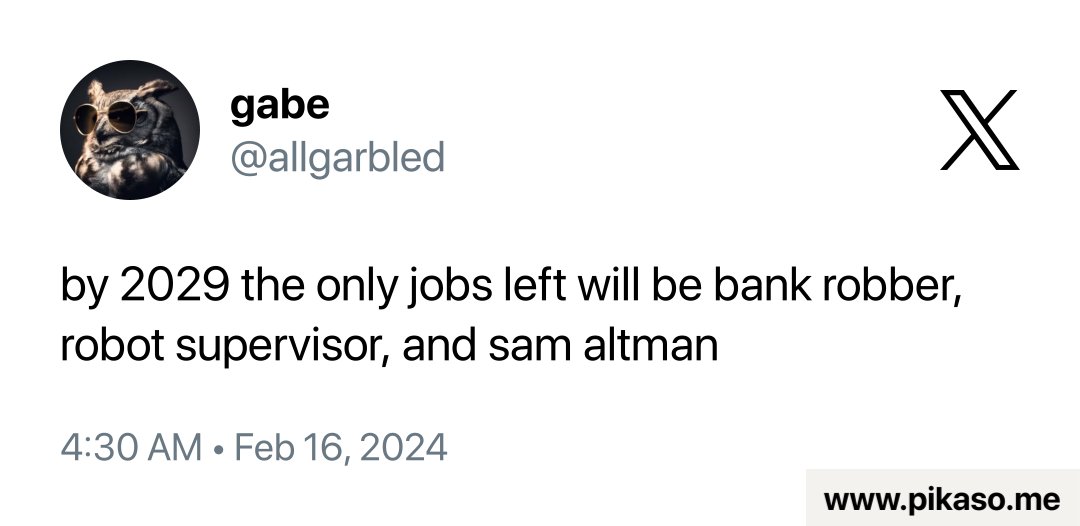 gabe
@allgarbled
by 2029 the only jobs left will be bank robber,
robot supervisor, and sam altman
4:30 AM • Feb 16, 2024
www.pikaso.me